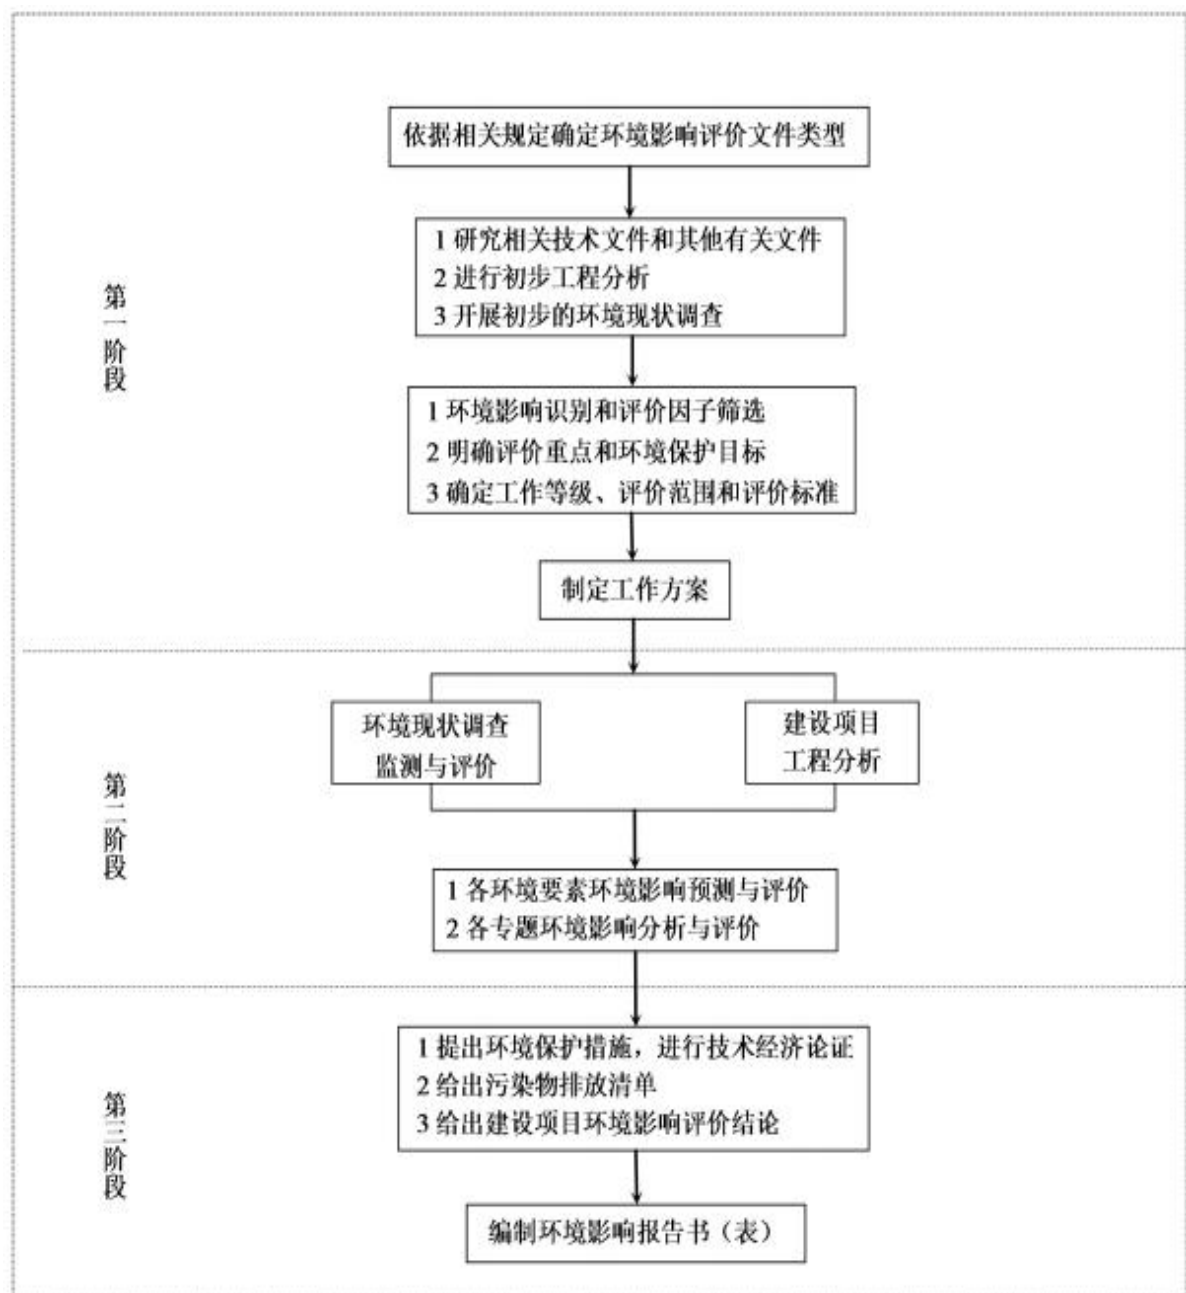 依据相关规定确定环境影响评价文件类型
1 研究相关技术文件和其他有关文件
2 进行初步工程分析
3 开展初步的环境现状调查
第一阶段
1 环境影响识别和评价因子筛选
2 明确评价重点和环境保护目标
3 确定工作等级、评价范围和评价标准
制定工作方案
环境现状调查
监测与评价
建设项目
工程分析
第二阶段
1 各环境要素环境影响预测与评价
2 各专题环境影响分析与评价
1 提出环境保护措施，进行技术经济论证
2 给出污染物排放清单
3 给出建设项目环境影响评价结论
第三阶段
编制环境影响报告书（表）